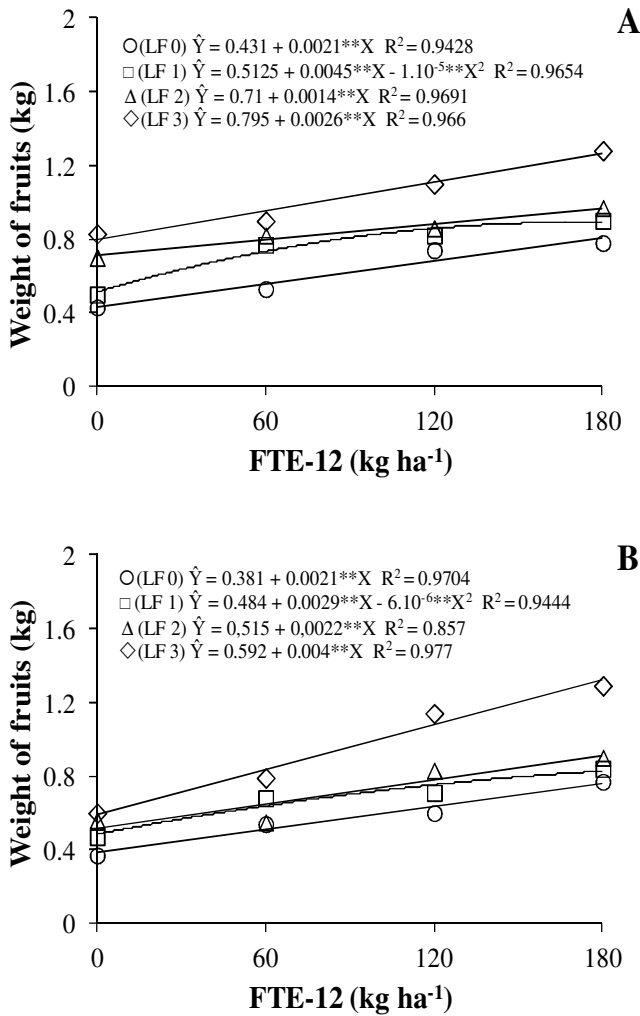 A
2
○(LF 0) Ŷ = 0.431 + 0.0021**X R² = 0.9428
□ (LF 1) Ŷ = 0.5125 + 0.0045**X - 1.10⁻⁵**X² R² = 0.9654
Δ (LF 2) Ŷ = 0.71 + 0.0014**X R² = 0.9691
◇(LF 3) Ŷ = 0.795 + 0.0026**X R² = 0.966
1.6
1.2
0.8
0.4
0
Weight of fruits (kg)
0 60 120 180
FTE-12 (kg ha⁻¹)
B
2
○(LF 0) Ŷ = 0.381 + 0.0021**X R² = 0.9704
□ (LF 1) Ŷ = 0.484 + 0.0029**X - 6.10⁻⁶**X² R² = 0.9444
Δ (LF 2) Ŷ = 0,515 + 0,0022**X R² = 0.857
◇(LF 3) Ŷ = 0.592 + 0.004**X R² = 0.977
1.6
1.2
0.8
0.4
0
Weight of fruits (kg)
0 60 120 180
FTE-12 (kg ha⁻¹)